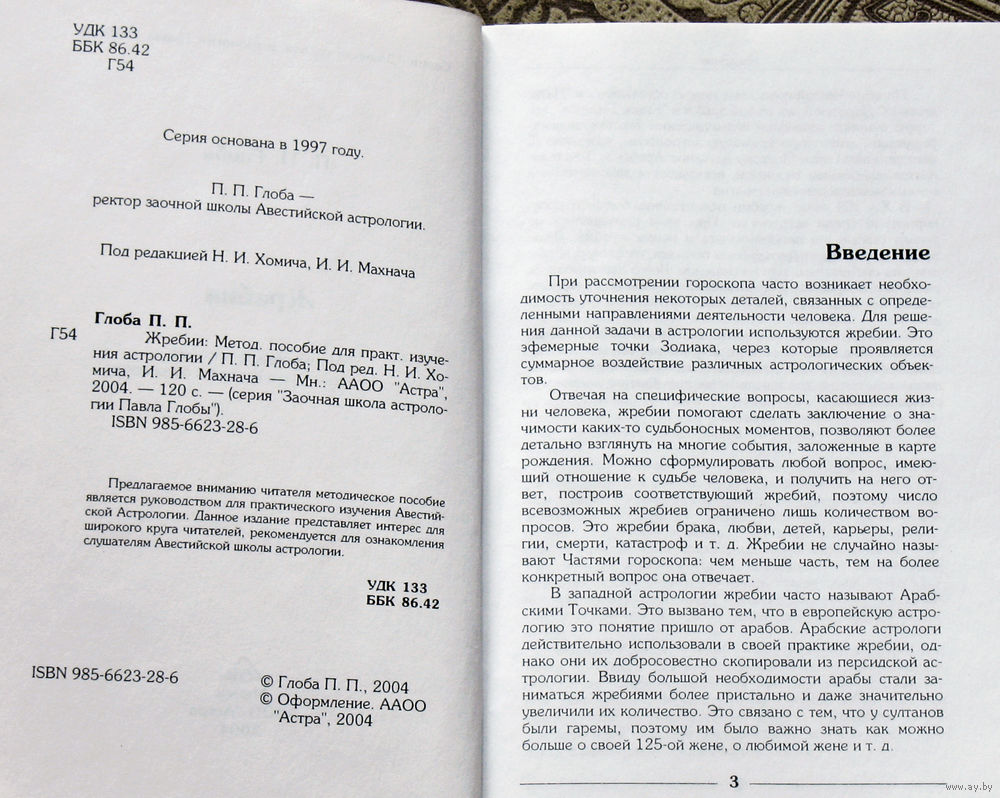 УДК 133
ББК 86.42
Г54
Серия основана в 1997 году.
П. П. Глоба —
ректор заочной школы Авестийской астрологии.
Под редакцией Н. И. Хомича, И. И. Махнача
Глоба П. П.
Г54
Жребии: Метод. пособие для практ. изуче-
ния астрологии / П. П. Глоба; Под ред. Н. И. Хо-
мича, И. И. Махнача — Мн.: ААОО "Астра",
2004. — 120 с. — (серия "Заочная школа астроло-
гии Павла Глобы").
ISBN 985-6623-28-6
Предлагаемое вниманию читателя методическое пособие
является руководством для практического изучения Авестий-
ской Астрологии. Данное издание представляет интерес для
широкого круга читателей, рекомендуется для ознакомления
слушателям Авестийской школы астрологии.
УДК 133
ББК 86.42
ISBN 985-6623-28-6
© Глоба П. П., 2004
© Оформление. ААОО
"Астра", 2004
Введение
При рассмотрении гороскопа часто возникает необхо-
димость уточнения некоторых деталей, связанных с опреде-
ленными направлениями деятельности человека. Для реше-
ния данной задачи в астрологии используются жребии. Это
эфемерные точки Зодиака, через которые проявляется
суммарное воздействие различных астрологических объек-
тов.
Отвечая на специфические вопросы, касающиеся жиз-
ни человека, жребии помогают сделать заключение о зна-
чимости каких-то судьбоносных моментов, позволяют более
детально взглянуть на многие события, заложенные в карте
рождения. Можно сформулировать любой вопрос, имею-
щий отношение к судьбе человека, и получить на него от-
вет, построив соответствующий жребий, поэтому число
всевозможных жребиев ограничено лишь количеством во-
просов. Это жребии брака, любви, детей, карьеры, рели-
гии, смерти, катастроф и т. д. Жребии не случайно назы-
вают Частями гороскопа: чем меньше часть, тем на более
конкретный вопрос она отвечает.
В западной астрологии жребии часто называют Араб-
скими Точками. Это вызвано тем, что в европейскую астро-
логию это понятие пришло от арабов. Арабские астрологи
действительно использовали в своей практике жребии, од-
нако они их добросовестно скопировали из персидской ас-
трологии. Ввиду большой необходимости арабы стали за-
ниматься жребиями более пристально и даже значительно
увеличили их количество. Это связано с тем, что у султанов
были гаремы, поэтому им было важно знать как можно
больше о своей 125-ой жене, о любимой жене и т. д.
3
www.ay.by